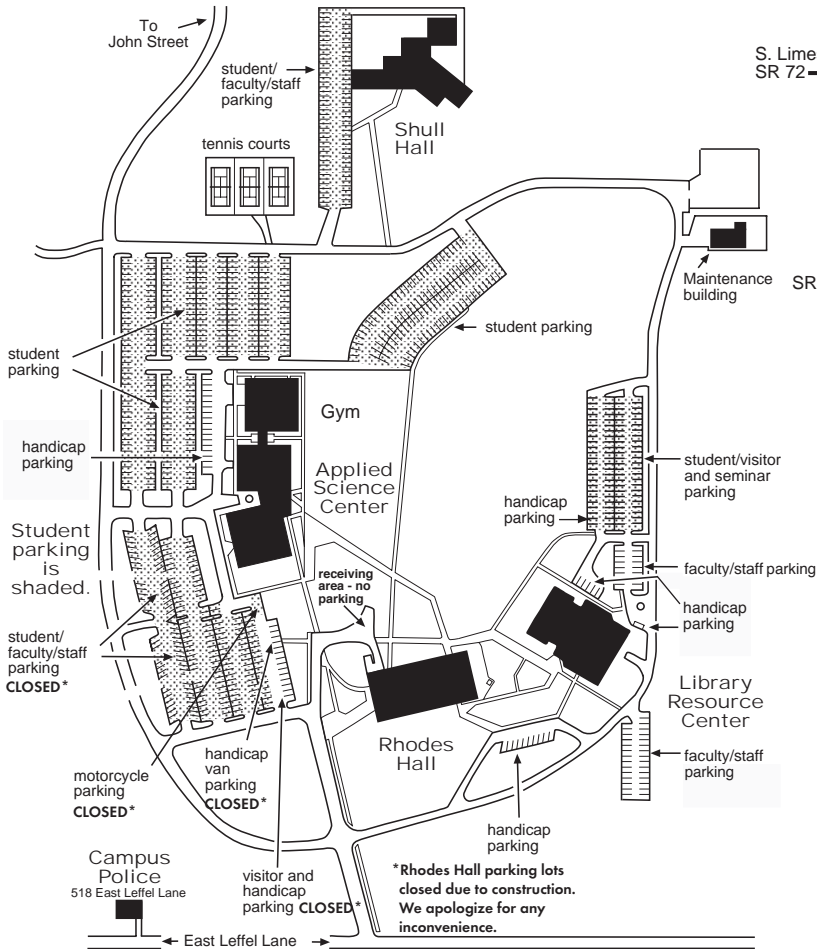 To
John Street
S. Lime
SR 72
student/
faculty/staff
parking
Shull
Hall
tennis courts
Maintenance
building
SR
student parking
student
parking
Gym
handicap
parking
Applied
Science
Center
student/visitor
and seminar
parking
handicap
parking
Student
parking
is
shaded.
receiving
area - no
parking
faculty/staff parking
handicap
parking
student/
faculty/staff
parking
CLOSED*
Library
Resource
Center
Rhodes
Hall
handicap
van
parking
CLOSED*
faculty/staff
parking
motorcycle
parking
CLOSED*
handicap
parking
Campus
Police
518 East Leffel Lane
visitor and
handicap
parking CLOSED*
*Rhodes Hall parking lots
closed due to construction.
We apologize for any
inconvenience.
East Leffel Lane